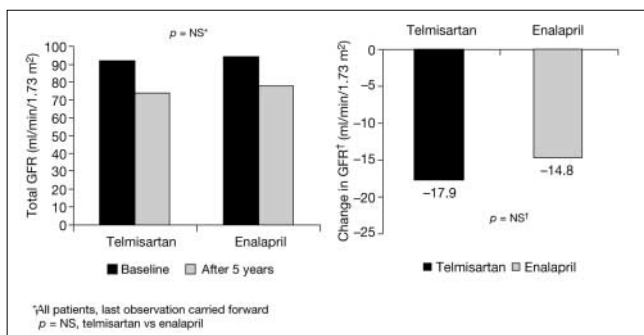 p = NS*
Total GFR (ml/min/1.73 m²)
100
90
80
70
60
50
40
30
20
10
0
Telmisartan Enalapril
Baseline After 5 years
Telmisartan Enalapril
Change in GFR† (ml/min/1.73 m²)
0
−5
−10
−15
−20
−25
−17.9
−14.8
p = NS†
Telmisartan Enalapril
*All patients, last observation carried forward
†p = NS, telmisartan vs enalapril